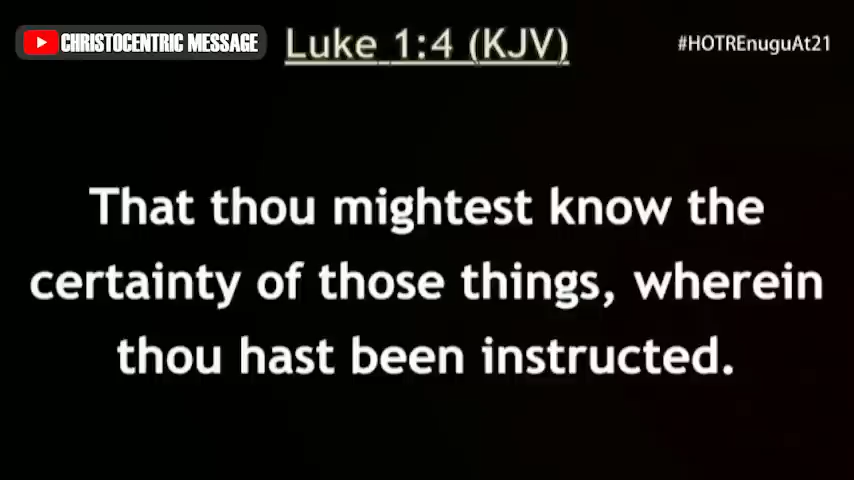 CHRISTOCENTRIC MESSAGE
Luke 1:4 (KJV)
#HOTREnuguAt21
That thou mightest know the
certainty of those things, wherein
thou hast been instructed.